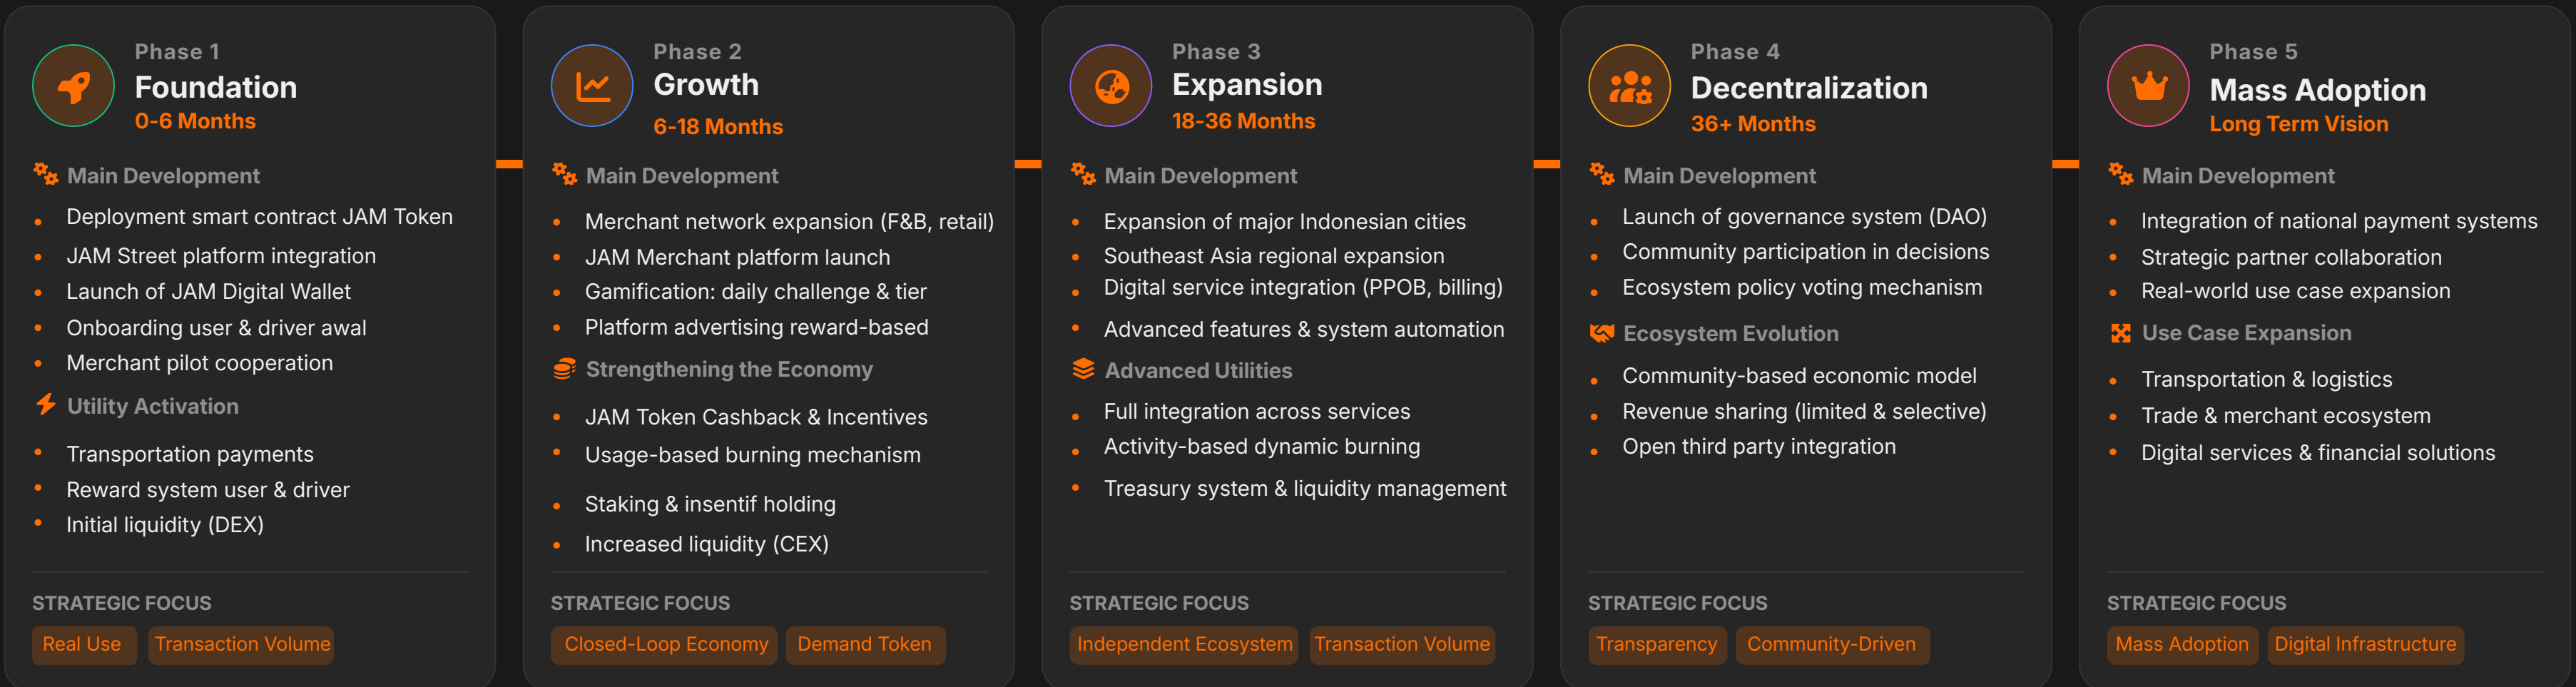 Phase 1
Foundation
0-6 Months
Main Development
Deployment smart contract JAM Token
JAM Street platform integration
Launch of JAM Digital Wallet
Onboarding user & driver awal
Merchant pilot cooperation
Utility Activation
Transportation payments
Reward system user & driver
Initial liquidity (DEX)
STRATEGIC FOCUS
Real Use
Transaction Volume
Phase 2
Growth
6-18 Months
Main Development
Merchant network expansion (F&B, retail)
JAM Merchant platform launch
Gamification: daily challenge & tier
Platform advertising reward-based
Strengthening the Economy
JAM Token Cashback & Incentives
Usage-based burning mechanism
Staking & insentif holding
Increased liquidity (CEX)
STRATEGIC FOCUS
Closed-Loop Economy
Demand Token
Phase 3
Expansion
18-36 Months
Main Development
Expansion of major Indonesian cities
Southeast Asia regional expansion
Digital service integration (PPOB, billing)
Advanced features & system automation
Advanced Utilities
Full integration across services
Activity-based dynamic burning
Treasury system & liquidity management
STRATEGIC FOCUS
Independent Ecosystem
Transaction Volume
Phase 4
Decentralization
36+ Months
Main Development
Launch of governance system (DAO)
Community participation in decisions
Ecosystem policy voting mechanism
Ecosystem Evolution
Community-based economic model
Revenue sharing (limited & selective)
Open third party integration
STRATEGIC FOCUS
Transparency
Community-Driven
Phase 5
Mass Adoption
Long Term Vision
Main Development
Integration of national payment systems
Strategic partner collaboration
Real-world use case expansion
Use Case Expansion
Transportation & logistics
Trade & merchant ecosystem
Digital services & financial solutions
STRATEGIC FOCUS
Mass Adoption
Digital Infrastructure